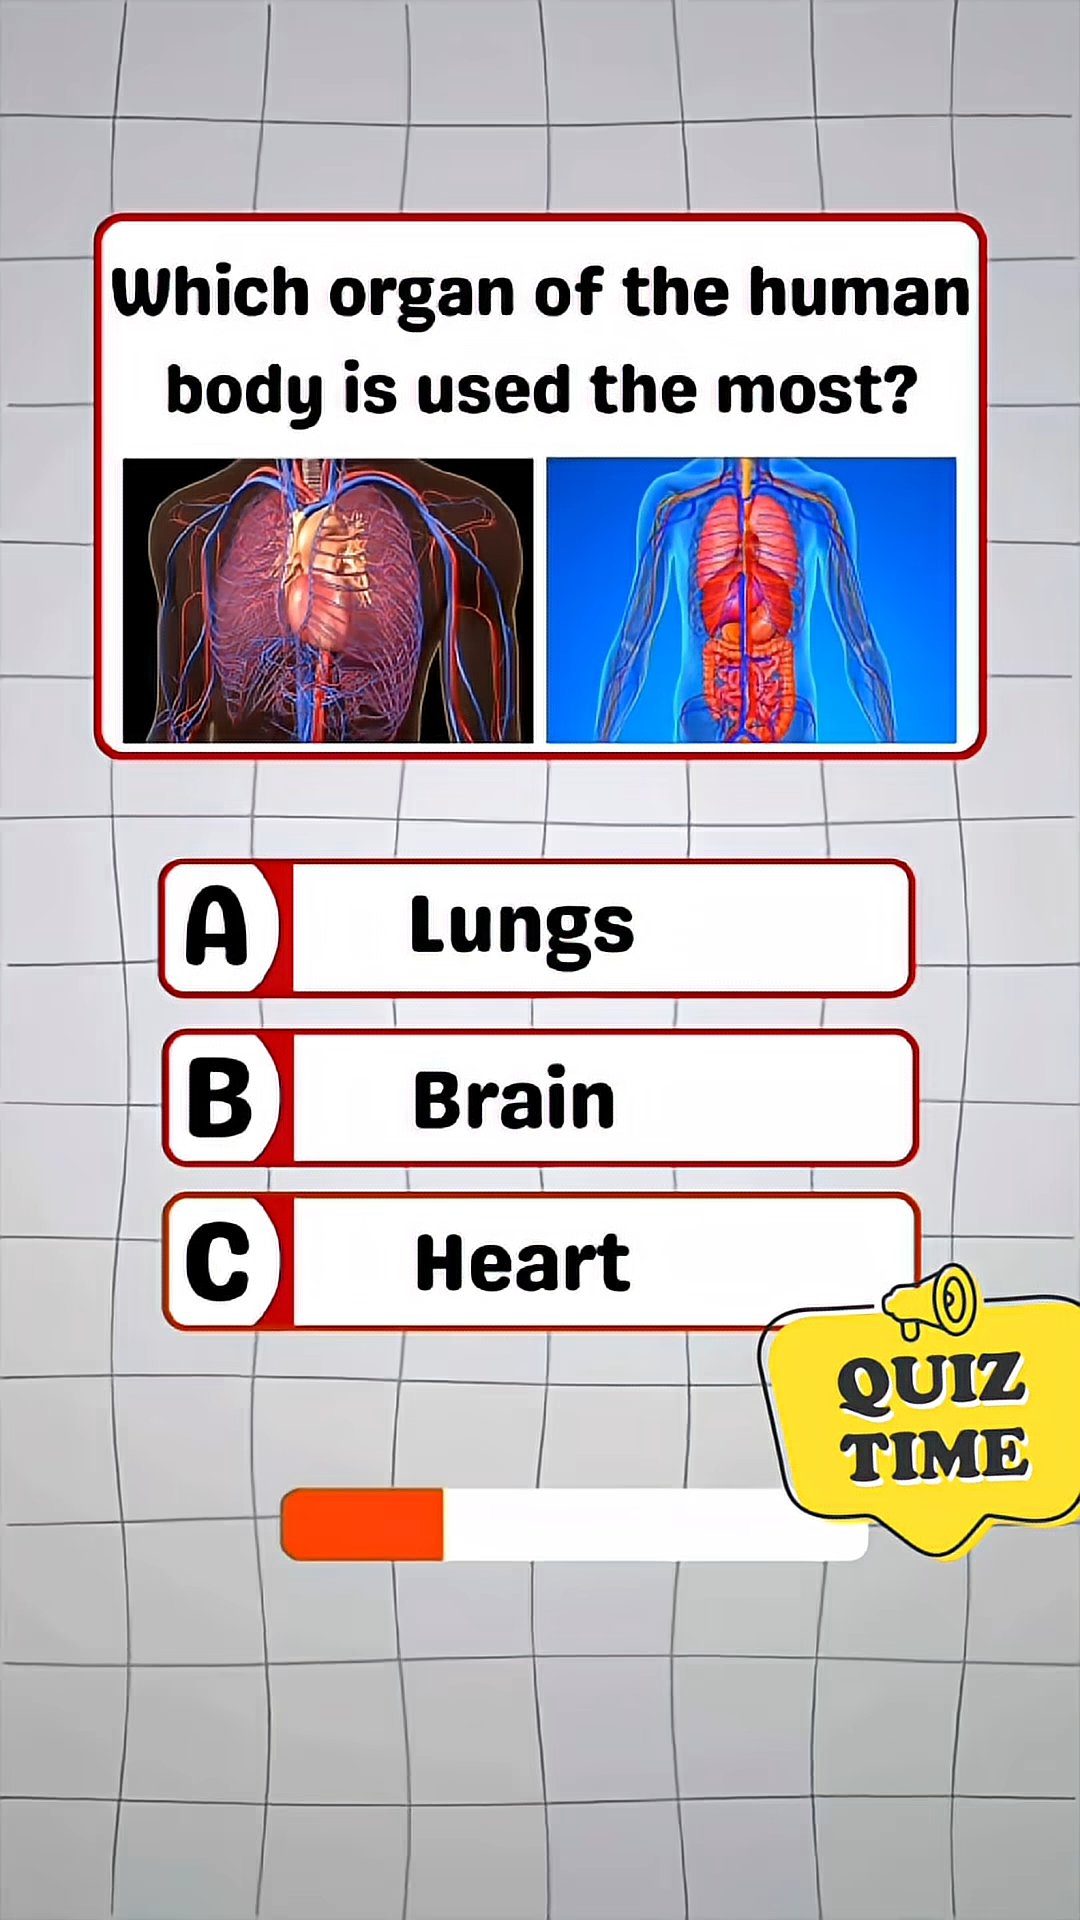 Which organ of the human
body is used the most?
A Lungs
B Brain
C Heart
QUIZ
TIME